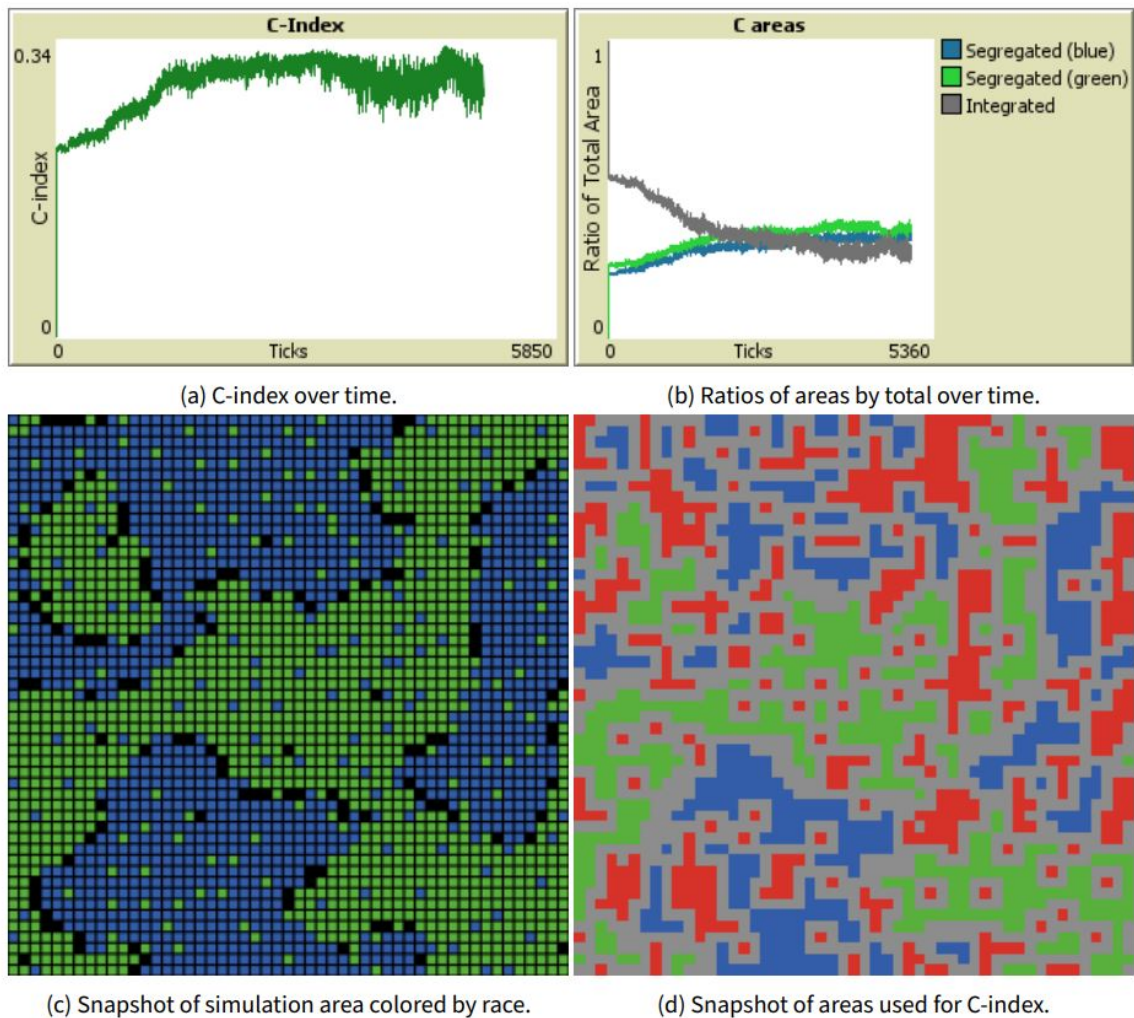 C-Index
0.34
C-index
0
0
Ticks
5850
C areas
1
Ratio of Total Area
0
0
Ticks
5360
Segregated (blue)
Segregated (green)
Integrated
(a) C-index over time.
(b) Ratios of areas by total over time.
(c) Snapshot of simulation area colored by race.
(d) Snapshot of areas used for C-index.